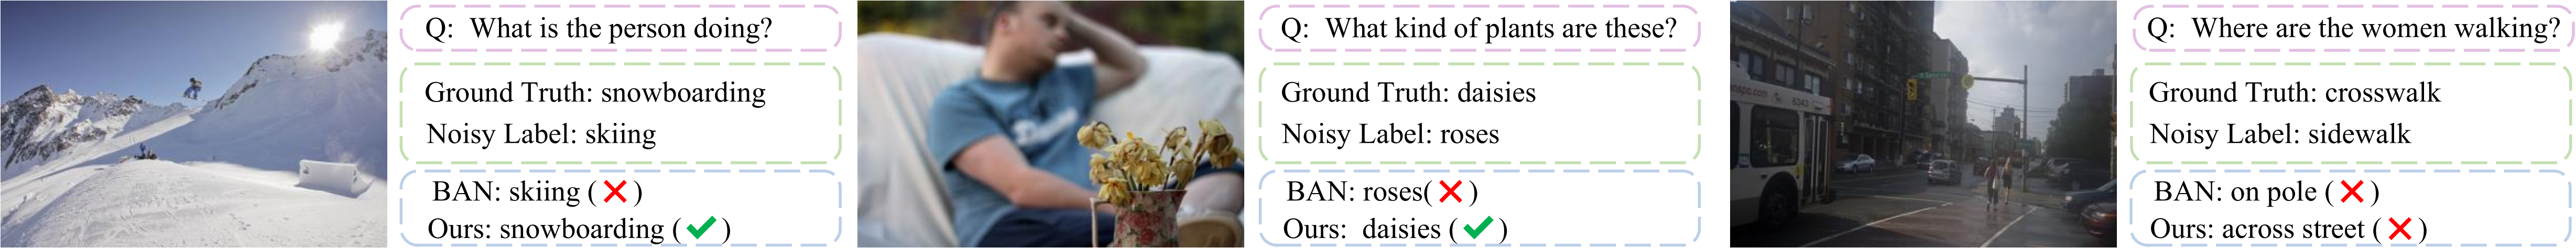 Q: What is the person doing?
Ground Truth: snowboarding
Noisy Label: skiing
BAN: skiing (✗)
Ours: snowboarding (✓)
Q: What kind of plants are these?
Ground Truth: daisies
Noisy Label: roses
BAN: roses(✗)
Ours: daisies (✓)
6343
Q: Where are the women walking?
Ground Truth: crosswalk
Noisy Label: sidewalk
BAN: on pole (✗)
Ours: across street (✗)